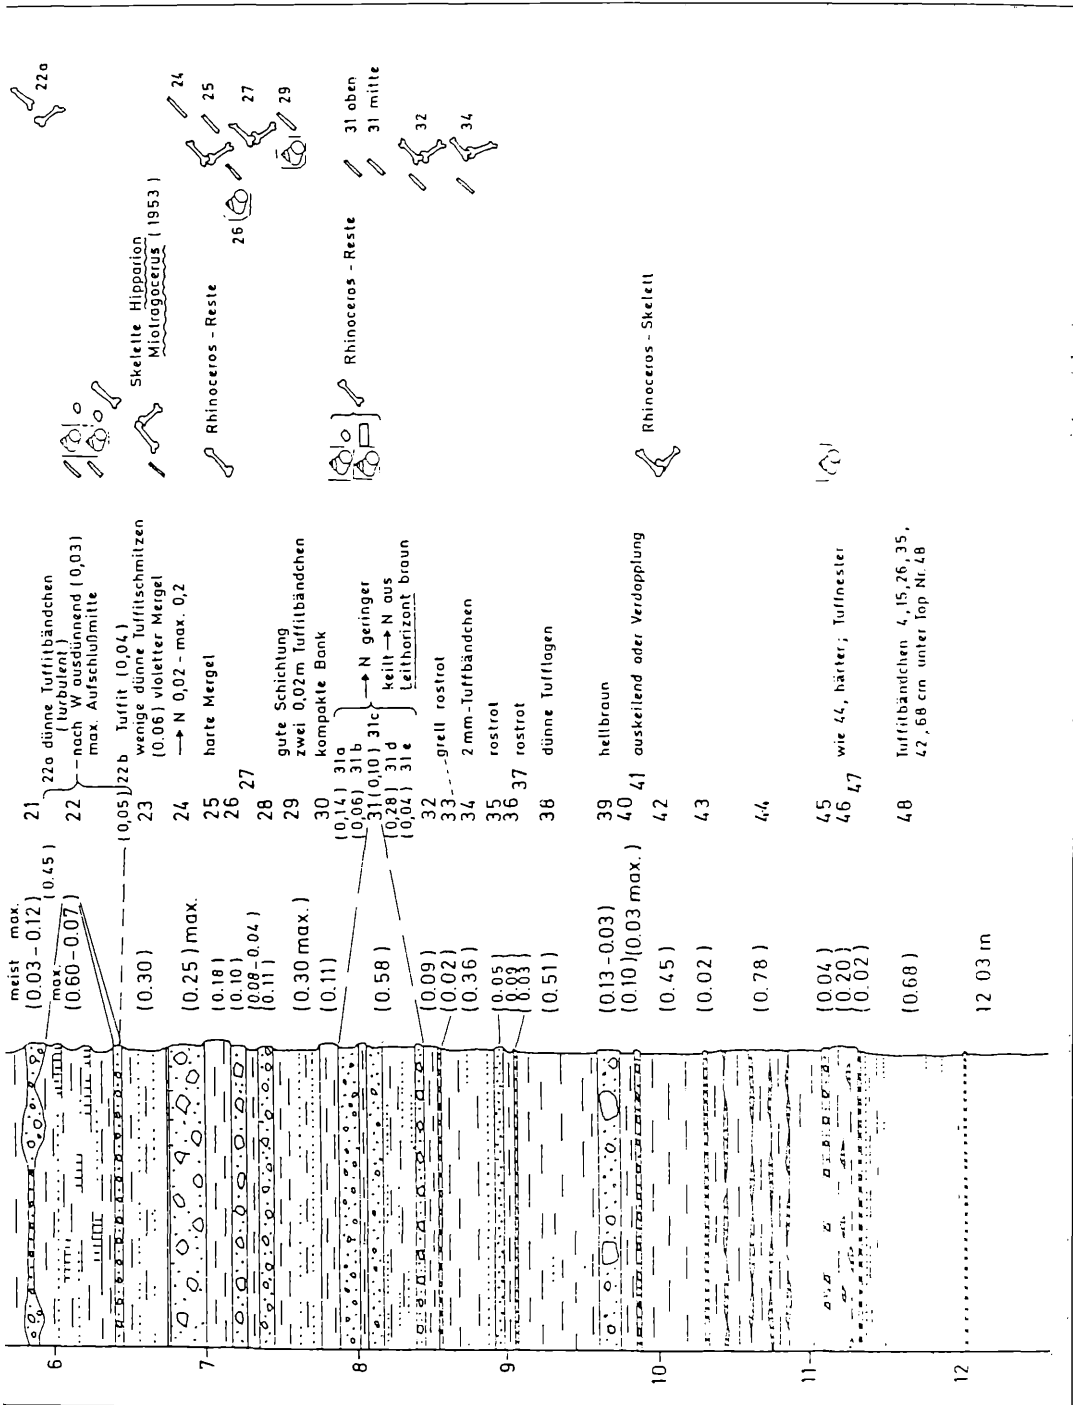 meist max.
(0.03 – 0.12)
21
22a dünne Tuffitbändchen
(turbulent)
22a
(0.45)
max.
(0.60 – 0.07)
22
nach W ausdünnend (0,03)
max. Aufschlußmitte
(0,05)
22b Tuffit (0,04)
(0.30)
23
wenige dünne Tuffitschmitzen
(0.06) violetter Mergel
Skelette Hipparion
Miotragocerus (1953)
(0.25) max.
24
→ N 0,02 – max. 0,2
24
(0.18)
25
harte Mergel
Rhinoceros – Reste
25
(0.10)
26
26
(0.08 – 0.04)
27
27
(0.11)
28
gute Schichtung
(0.30 max.)
29
zwei 0,02m Tuffitbändchen
29
(0.11)
30
kompakte Bank
(0,14) 31a
(0,06) 31b
(0.58)
31 (0,10) 31c
(0,28) 31d
(0,04) 31e
→ N geringer
keilt → N aus
Leithorizont braun
Rhinoceros – Reste
31 oben
31 mitte
(0.09)
32
32
(0.02)
33
grell rostrot
(0.36)
34
2 mm-Tuffbändchen
34
(0.05)
35
rostrot
(0.09)
36
(0.03)
37 rostrot
(0.51)
38
dünne Tufflagen
(0.13 – 0.03)
39
hellbraun
(0.10)
40
(0.03 max.)
41
auskeilend oder Verdopplung
Rhinoceros – Skelett
(0.45)
42
(0.02)
43
(0.78)
44
(0.04)
45
wie 44, härter; Tuffnester
(0.20)
46
(0.02)
47
(0.68)
48
Tuffitbändchen 4, 15, 26, 35,
42, 68 cm unter Top Nr. 48
12 03 m
6
7
8
9
10
11
12